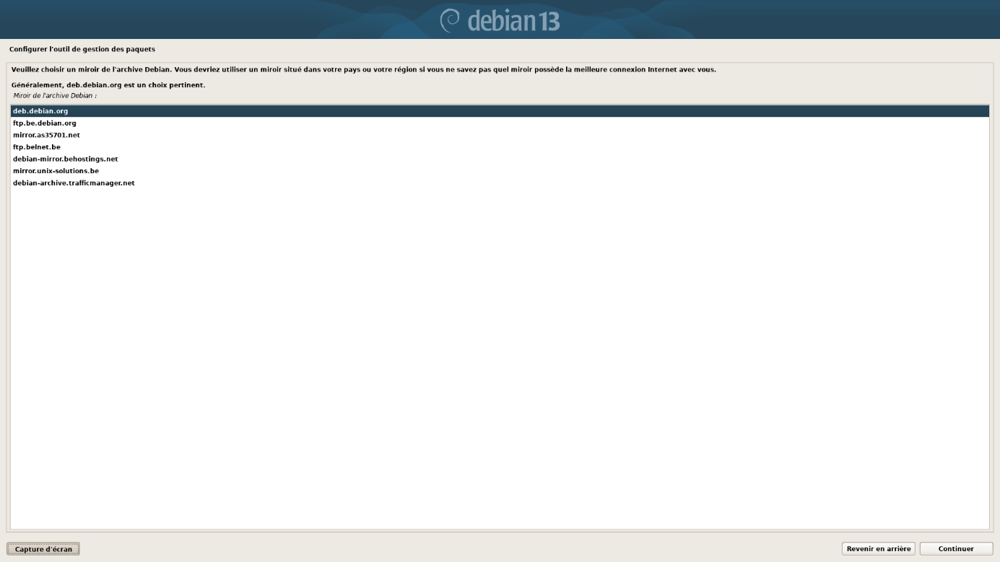 debian 13
Configurer l'outil de gestion des paquets
Veuillez choisir un miroir de l'archive Debian. Vous devriez utiliser un miroir situé dans votre pays ou votre région si vous ne savez pas quel miroir possède la meilleure connexion Internet avec vous.
Généralement, deb.debian.org est un choix pertinent.
Miroir de l'archive Debian :
deb.debian.org
ftp.be.debian.org
mirror.as35701.net
ftp.belnet.be
debian-mirror.behostings.net
mirror.unix-solutions.be
debian-archive.trafficmanager.net
Capture d'écran
Revenir en arrière
Continuer